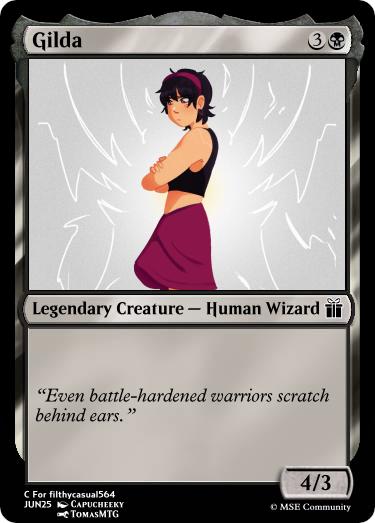 Gilda 3
Legendary Creature — Human Wizard
“Even battle-hardened warriors scratch
behind ears.”
4/3
C For filthycasual564
JUN25 Capucheeky
TomasMTG
© MSE Community